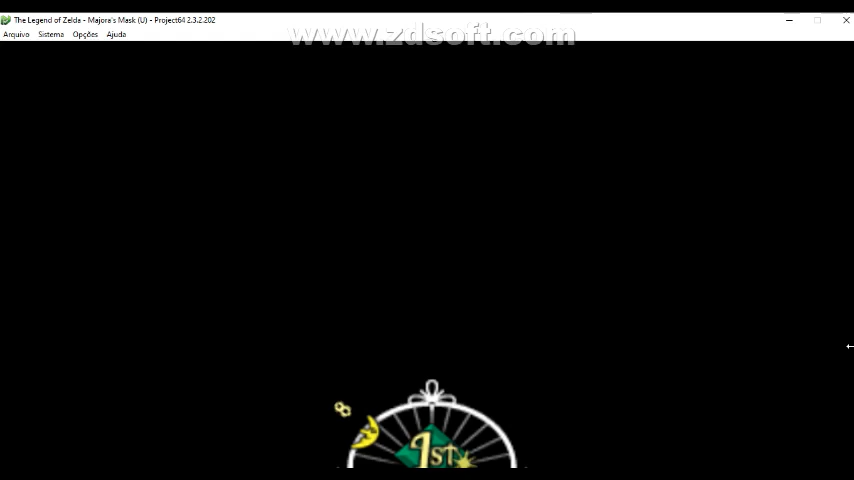 The Legend of Zelda - Majora's Mask (U) - Project64 2.3.2.202
www.zdsoft.com
Arquivo Sistema Opções Ajuda
1ST